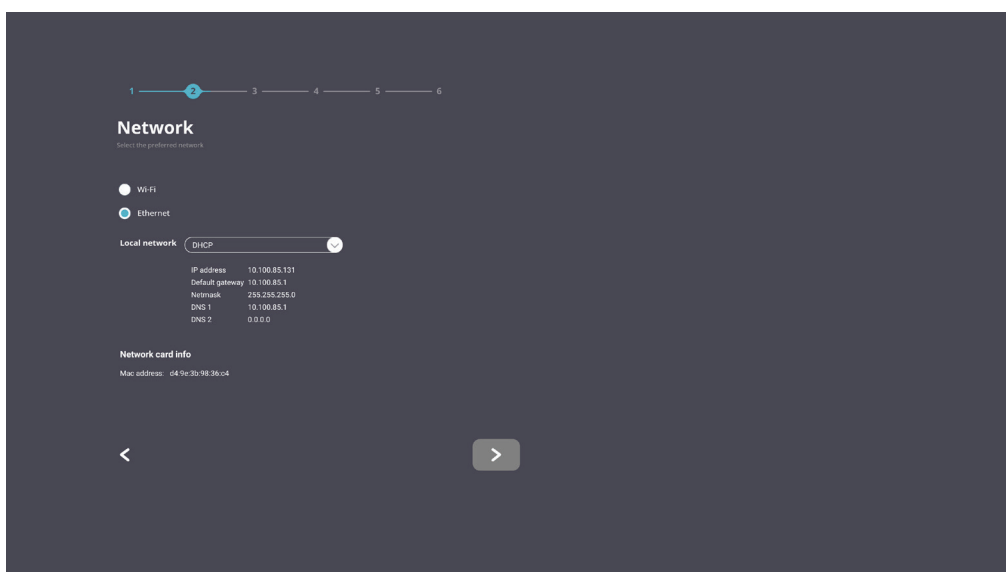 1 2 3 4 5 6
Network
Select the preferred network
Wi-Fi
Ethernet
Local network DHCP
IP address 10.100.85.131
Default gateway 10.100.85.1
Netmask 255.255.255.0
DNS 1 10.100.85.1
DNS 2 0.0.0.0
Network card info
Mac address: d4:9e:3b:98:36:c4